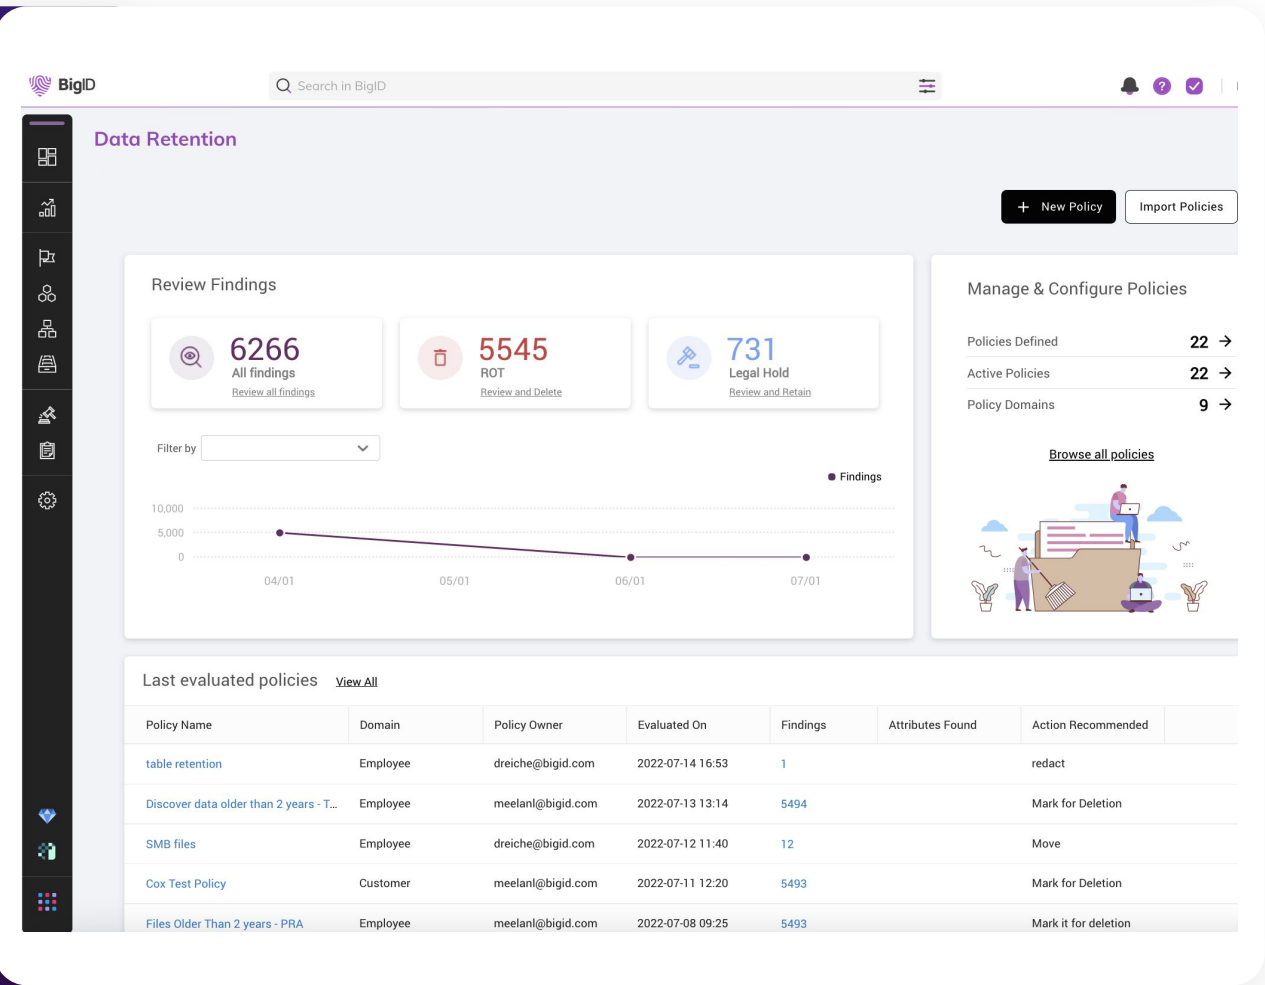 BigID
Search in BigID
?
Data Retention
+ New Policy
Import Policies
Review Findings
6266
All findings
Review all findings
5545
ROT
Review and Delete
731
Legal Hold
Review and Retain
Filter by
Findings
10,000
5,000
0
04/01 05/01 06/01 07/01
Manage & Configure Policies
Policies Defined 22 →
Active Policies 22 →
Policy Domains 9 →
Browse all policies
Last evaluated policies View All
Policy Name Domain Policy Owner Evaluated On Findings Attributes Found Action Recommended
table retention Employee dreiche@bigid.com 2022-07-14 16:53 1 redact
Discover data older than 2 years - T... Employee meelanl@bigid.com 2022-07-13 13:14 5494 Mark for Deletion
SMB files Employee dreiche@bigid.com 2022-07-12 11:40 12 Move
Cox Test Policy Customer meelanl@bigid.com 2022-07-11 12:20 5493 Mark for Deletion
Files Older Than 2 years - PRA Employee meelanl@bigid.com 2022-07-08 09:25 5493 Mark it for deletion